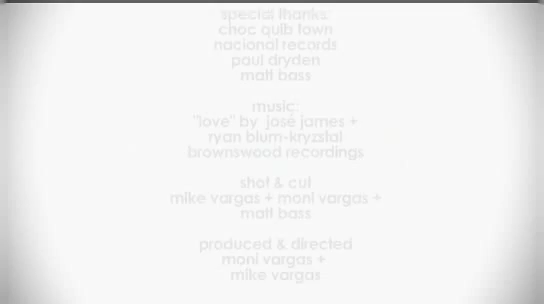 special thanks:
choc quib town
nacional records
paul dryden
matt bass
music:
"love" by josé james +
ryan blum-kryzstal
brownswood recordings
shot & cut
mike vargas + moni vargas +
matt bass
produced & directed
moni vargas +
mike vargas